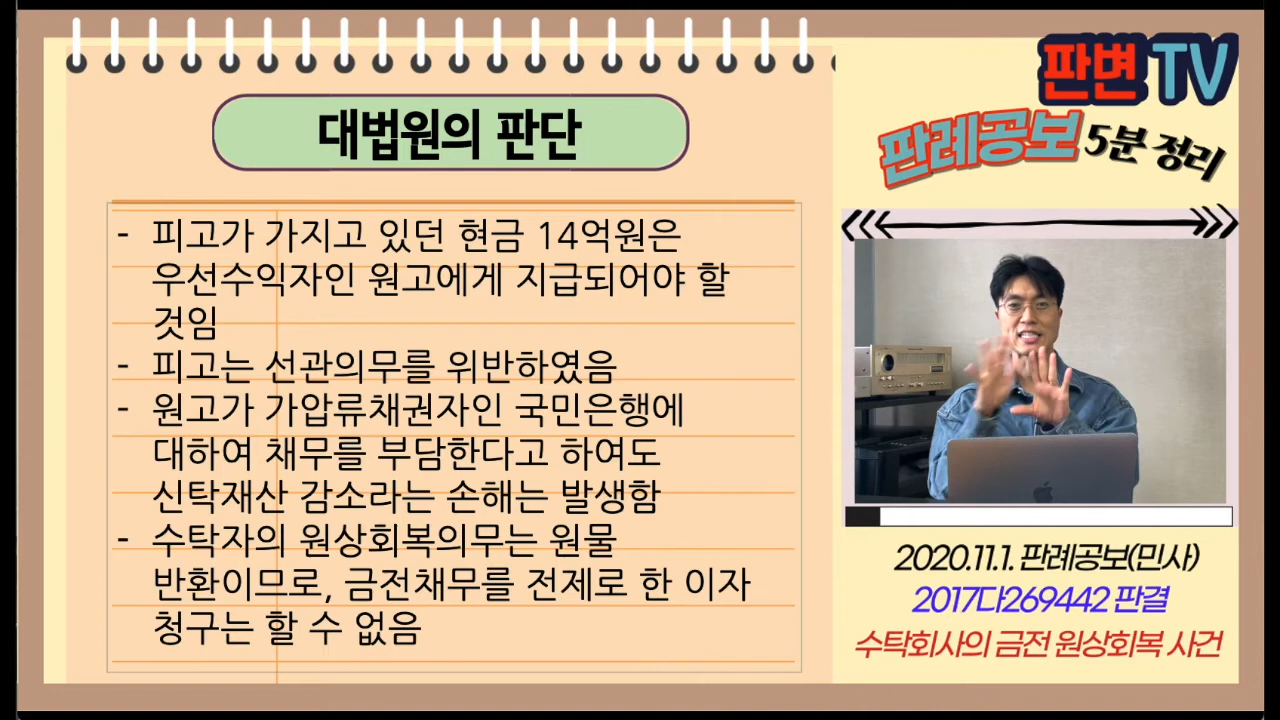 대법원의 판단
- 피고가 가지고 있던 현금 14억원은
우선수익자인 원고에게 지급되어야 할
것임
- 피고는 선관의무를 위반하였음
- 원고가 가압류채권자인 국민은행에
대하여 채무를 부담한다고 하여도
신탁재산 감소라는 손해는 발생함
- 수탁자의 원상회복의무는 원물
반환이므로, 금전채무를 전제로 한 이자
청구는 할 수 없음
판변 TV
판례공보 5분 정리
2020.11.1. 판례공보(민사)
2017다269442 판결
수탁회사의 금전 원상회복 사건